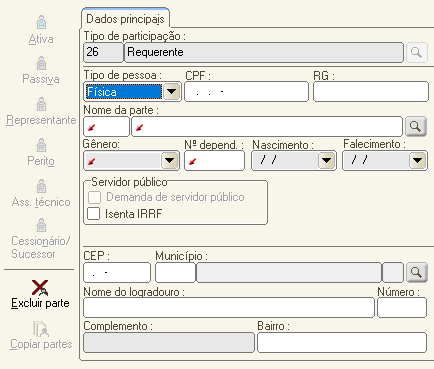 Ativa
Passiva
Representante
Perito
Ass. técnico
Cessionário/
Sucessor
Excluir parte
Copiar partes
Dados principais
Tipo de participação :
26 Requerente
Tipo de pessoa : CPF : RG :
Física . . -
Nome da parte :
Gênero: Nº depend. : Nascimento : Falecimento :
/ / / /
Servidor público
Demanda de servidor público
Isenta IRRF
CEP : Município :
. -
Nome do logradouro : Número :
Complemento : Bairro :